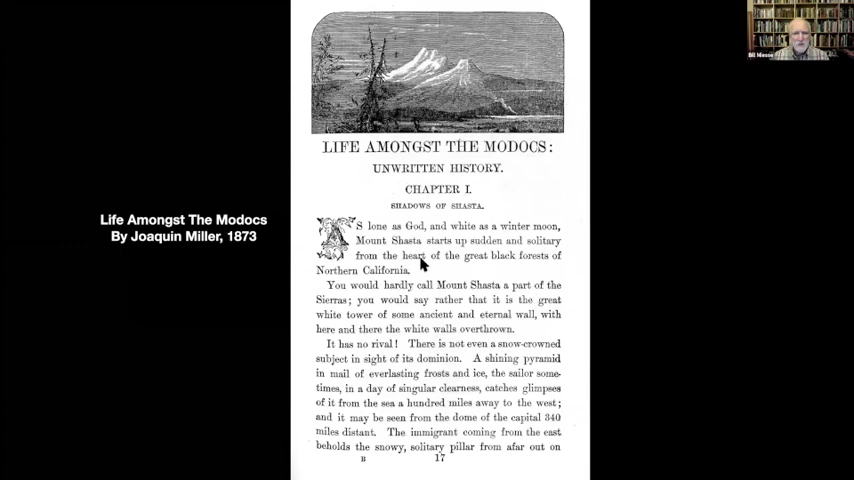 Life Amongst The Modocs
By Joaquin Miller, 1873
LIFE AMONGST THE MODOCS:
UNWRITTEN HISTORY.
CHAPTER I.
SHADOWS OF SHASTA.
AS lone as God, and white as a winter moon,
Mount Shasta starts up sudden and solitary
from the heart of the great black forests of
Northern California.
You would hardly call Mount Shasta a part of the
Sierras; you would say rather that it is the great
white tower of some ancient and eternal wall, with
here and there the white walls overthrown.
It has no rival! There is not even a snow-crowned
subject in sight of its dominion. A shining pyramid
in mail of everlasting frosts and ice, the sailor some-
times, in a day of singular clearness, catches glimpses
of it from the sea a hundred miles away to the west;
and it may be seen from the dome of the capital 340
miles distant. The immigrant coming from the east
beholds the snowy, solitary pillar from afar out on
B 17
Bill Miesse